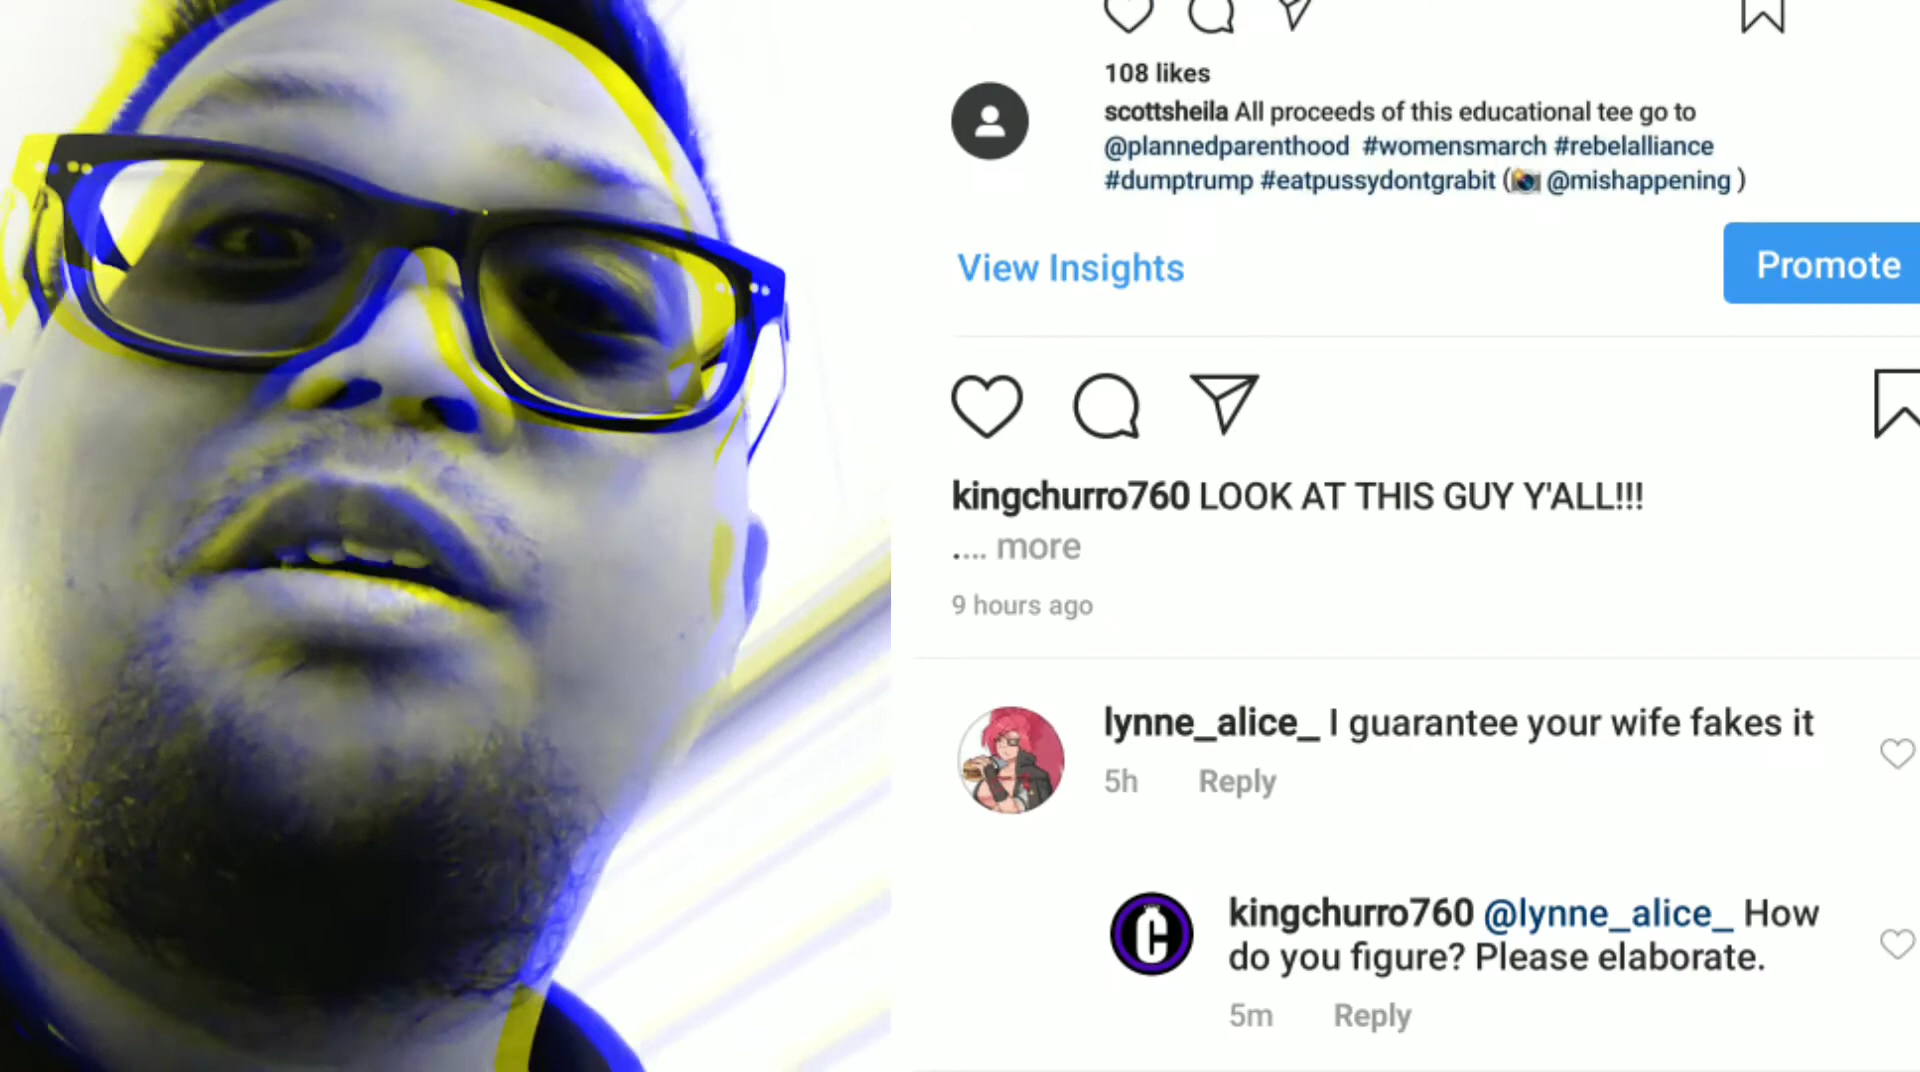 108 likes
scottsheila All proceeds of this educational tee go to
@plannedparenthood #womensmarch #rebelalliance
#dumptrump #eatpussydontgrabit (📸 @mishappening )
View Insights
Promote
kingchurro760 LOOK AT THIS GUY Y'ALL!!!
.... more
9 hours ago
lynne_alice_ I guarantee your wife fakes it
5h Reply
kingchurro760 @lynne_alice_ How
do you figure? Please elaborate.
5m Reply